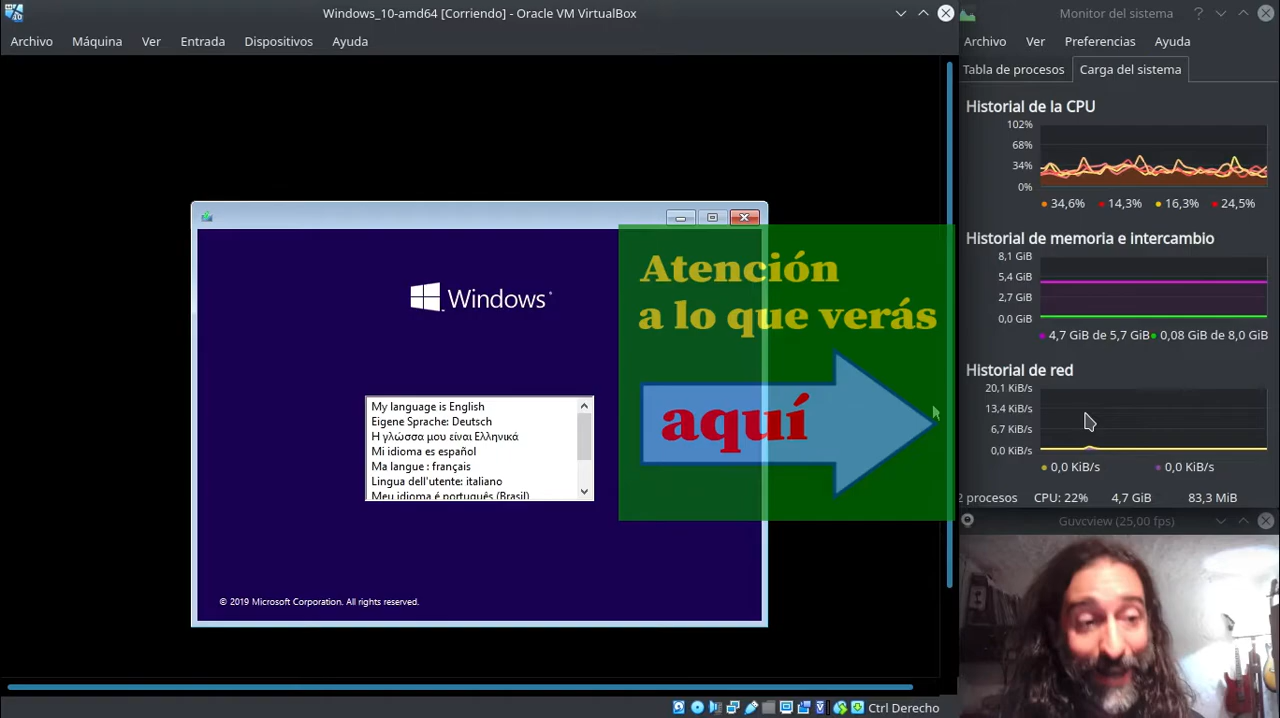 Windows_10-amd64 [Corriendo] - Oracle VM VirtualBox
Archivo Máquina Ver Entrada Dispositivos Ayuda
Windows
My language is English
Eigene Sprache: Deutsch
Η γλώσσα μου είναι Ελληνικά
Mi idioma es español
Ma langue : français
Lingua dell'utente: italiano
Meu idioma é português (Brasil)
© 2019 Microsoft Corporation. All rights reserved.
Atención
a lo que verás
aquí
Ctrl Derecho
Monitor del sistema
Archivo Ver Preferencias Ayuda
Tabla de procesos Carga del sistema
Historial de la CPU
102%
68%
34%
0%
34,6% 14,3% 16,3% 24,5%
Historial de memoria e intercambio
8,1 GiB
5,4 GiB
2,7 GiB
0,0 GiB
4,7 GiB de 5,7 GiB 0,08 GiB de 8,0 GiB
Historial de red
20,1 KiB/s
13,4 KiB/s
6,7 KiB/s
0,0 KiB/s
0,0 KiB/s 0,0 KiB/s
2 procesos CPU: 22% 4,7 GiB 83,3 MiB
Guvcview (25,00 fps)